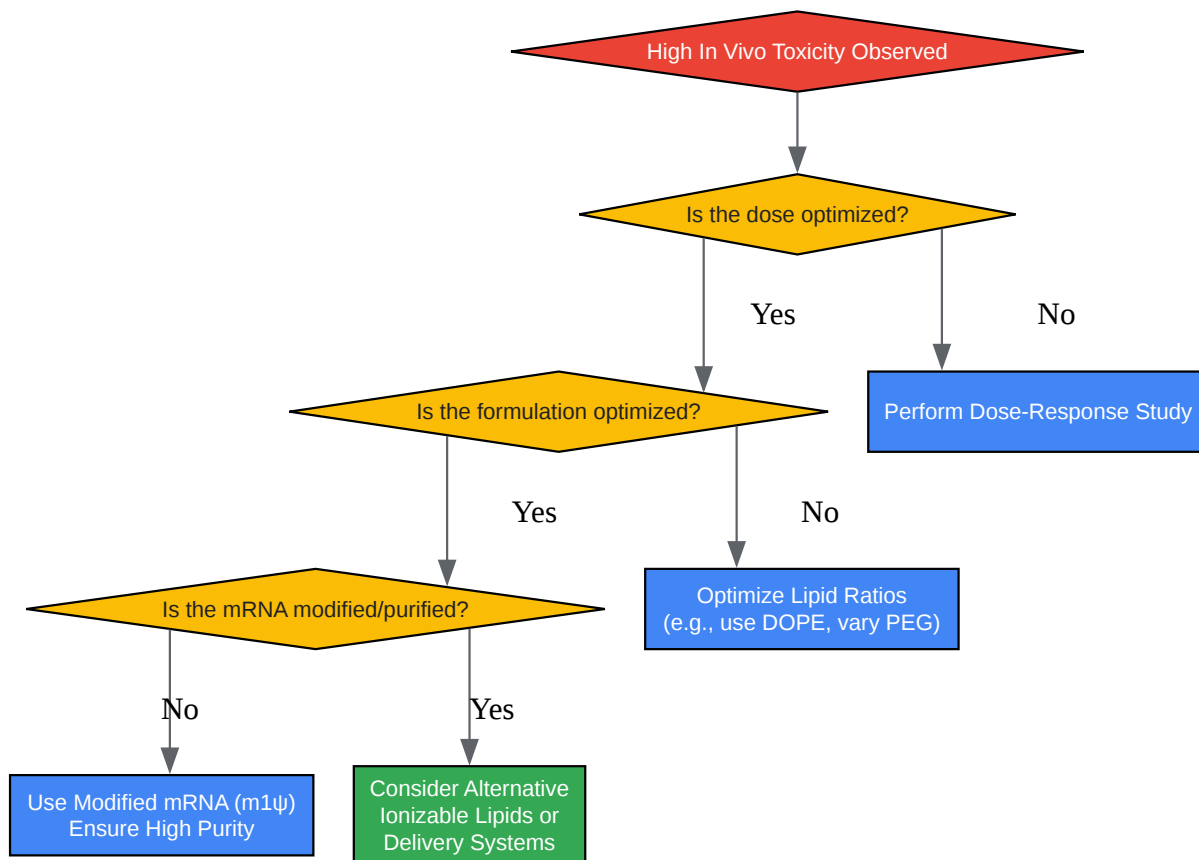 High In Vivo Toxicity Observed
Is the dose optimized?
Yes
No
Is the formulation optimized?
Perform Dose-Response Study
Yes
No
Is the mRNA modified/purified?
Optimize Lipid Ratios
(e.g., use DOPE, vary PEG)
No
Yes
Use Modified mRNA (m1ψ)
Ensure High Purity
Consider Alternative
Ionizable Lipids or
Delivery Systems